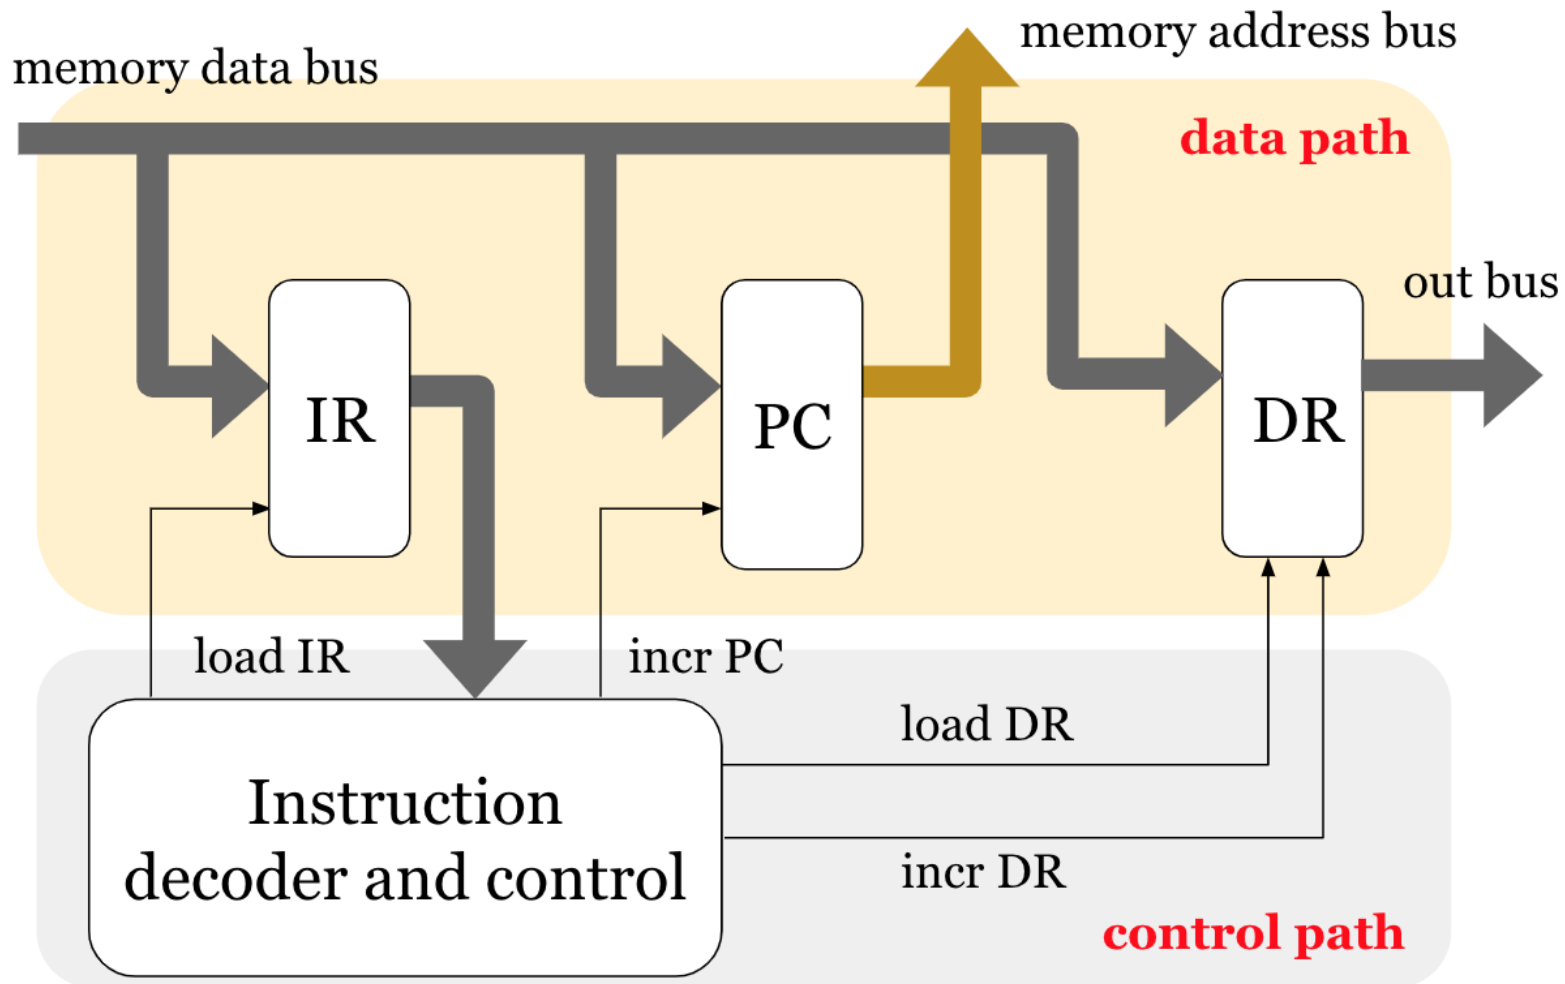 memory address bus
memory data bus
data path
out bus
IR
PC
DR
load IR
incr PC
load DR
Instruction
decoder and control
incr DR
control path